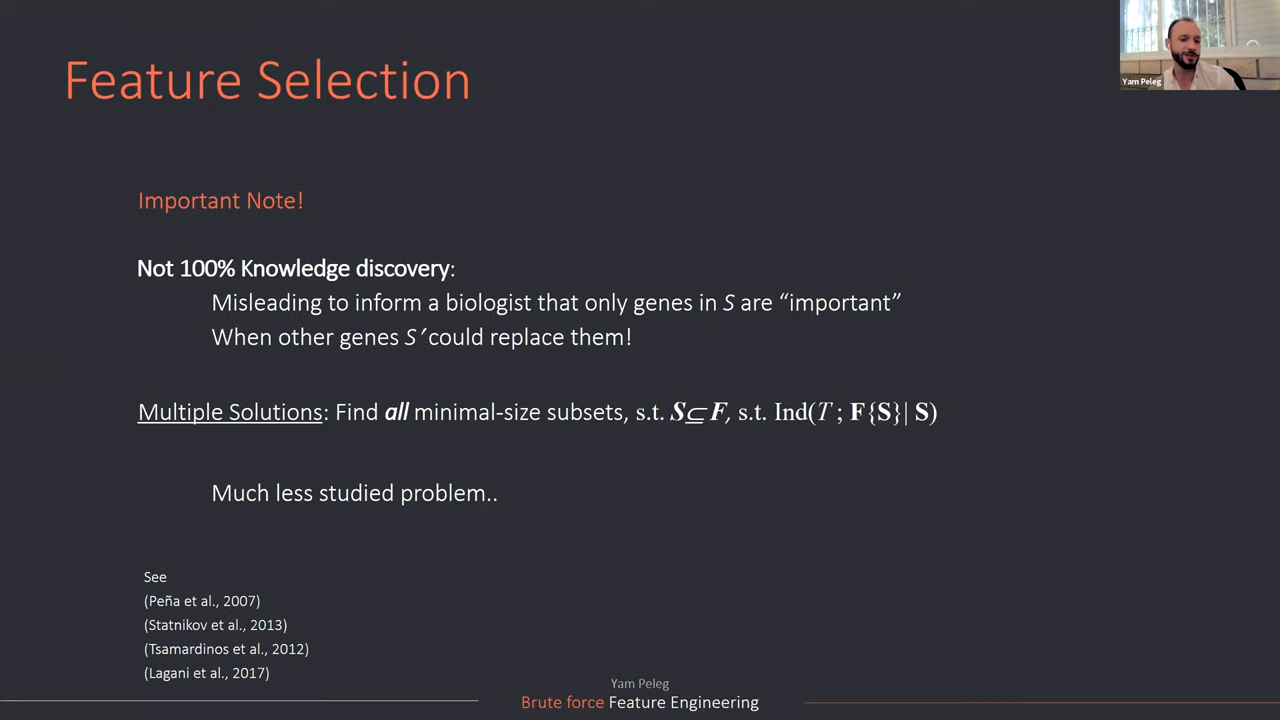 Feature Selection
Yam Peleg
Important Note!
Not 100% Knowledge discovery:
Misleading to inform a biologist that only genes in S are “important”
When other genes S′ could replace them!
Multiple Solutions: Find all minimal-size subsets, s.t. S⊆F, s.t. Ind(T ; F{S}| S)
Much less studied problem..
See
(Peña et al., 2007)
(Statnikov et al., 2013)
(Tsamardinos et al., 2012)
(Lagani et al., 2017)
Yam Peleg
Brute force Feature Engineering